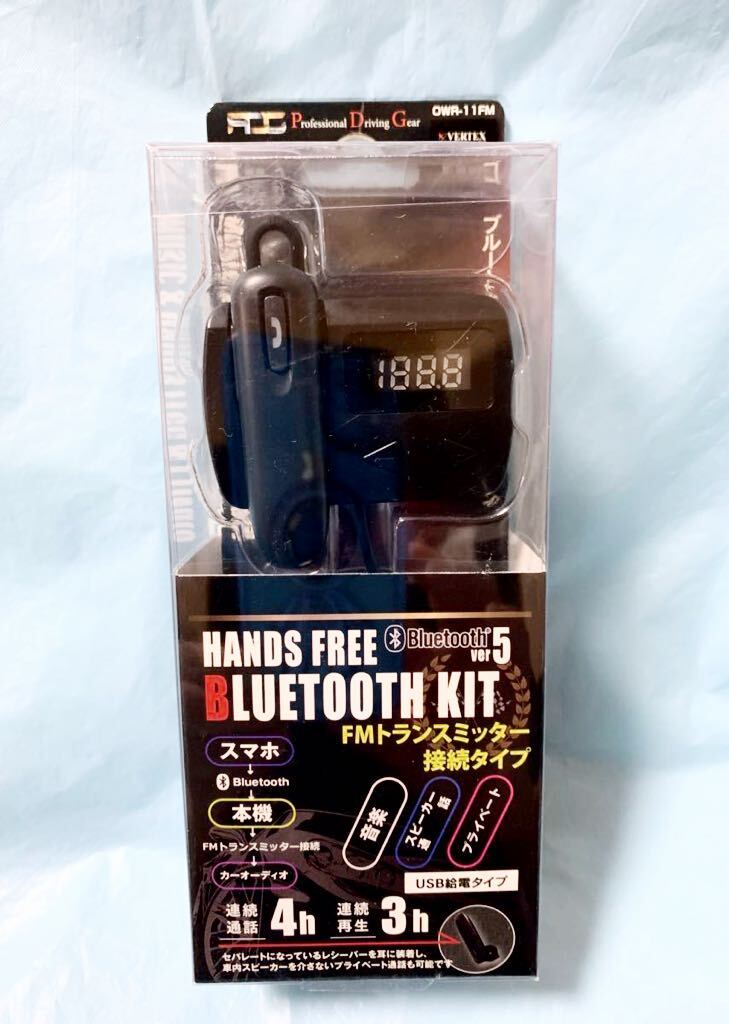 OWR-11FM
PDG Professional Driving Gear
VERTEX
188.8
HANDS FREE Bluetooth ver5
BLUETOOTH KIT
FMトランスミッター
接続タイプ
スマホ
Bluetooth
本機
FMトランスミッター接続
カーオーディオ
音楽
スピーカー通話
プライベート
USB給電タイプ
連続通話 4h 連続再生 3h
セパレートになっているレシーバーを耳に装着し、
車内スピーカーを介さないプライベート通話も可能です